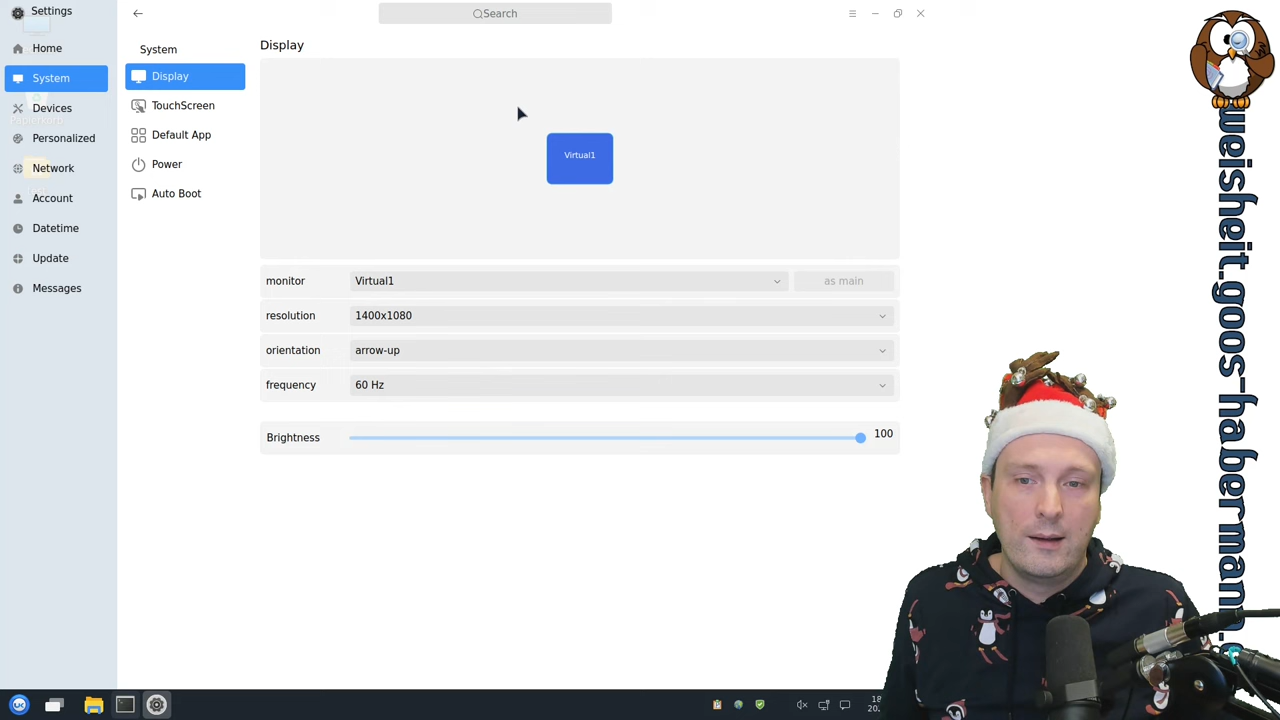 Settings
Search
Home
System
Devices
Personalized
Network
Account
Datetime
Update
Messages
System
Display
TouchScreen
Default App
Power
Auto Boot
Display
Virtual1
monitor
Virtual1
as main
resolution
1400x1080
orientation
arrow-up
frequency
60 Hz
Brightness
100
weisheit.goos-habermann.